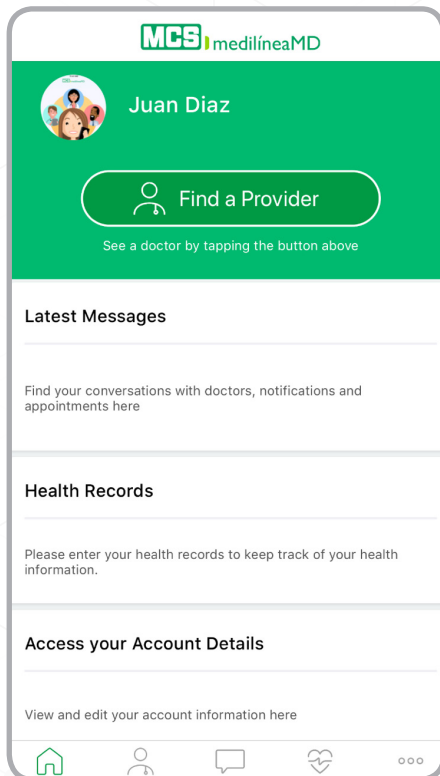 MCS medilíneaMD
Juan Diaz
Find a Provider
See a doctor by tapping the button above
Latest Messages
Find your conversations with doctors, notifications and
appointments here
Health Records
Please enter your health records to keep track of your health
information.
Access your Account Details
View and edit your account information here